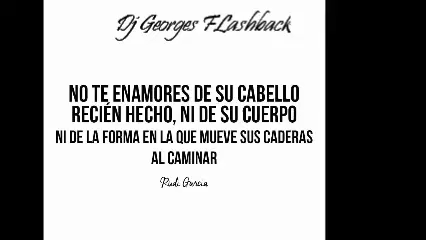 Dj Georges FLashback
NO TE ENAMORES DE SU CABELLO
RECIÉN HECHO, NI DE SU CUERPO
NI DE LA FORMA EN LA QUE MUEVE SUS CADERAS
AL CAMINAR
Rudi Garcia